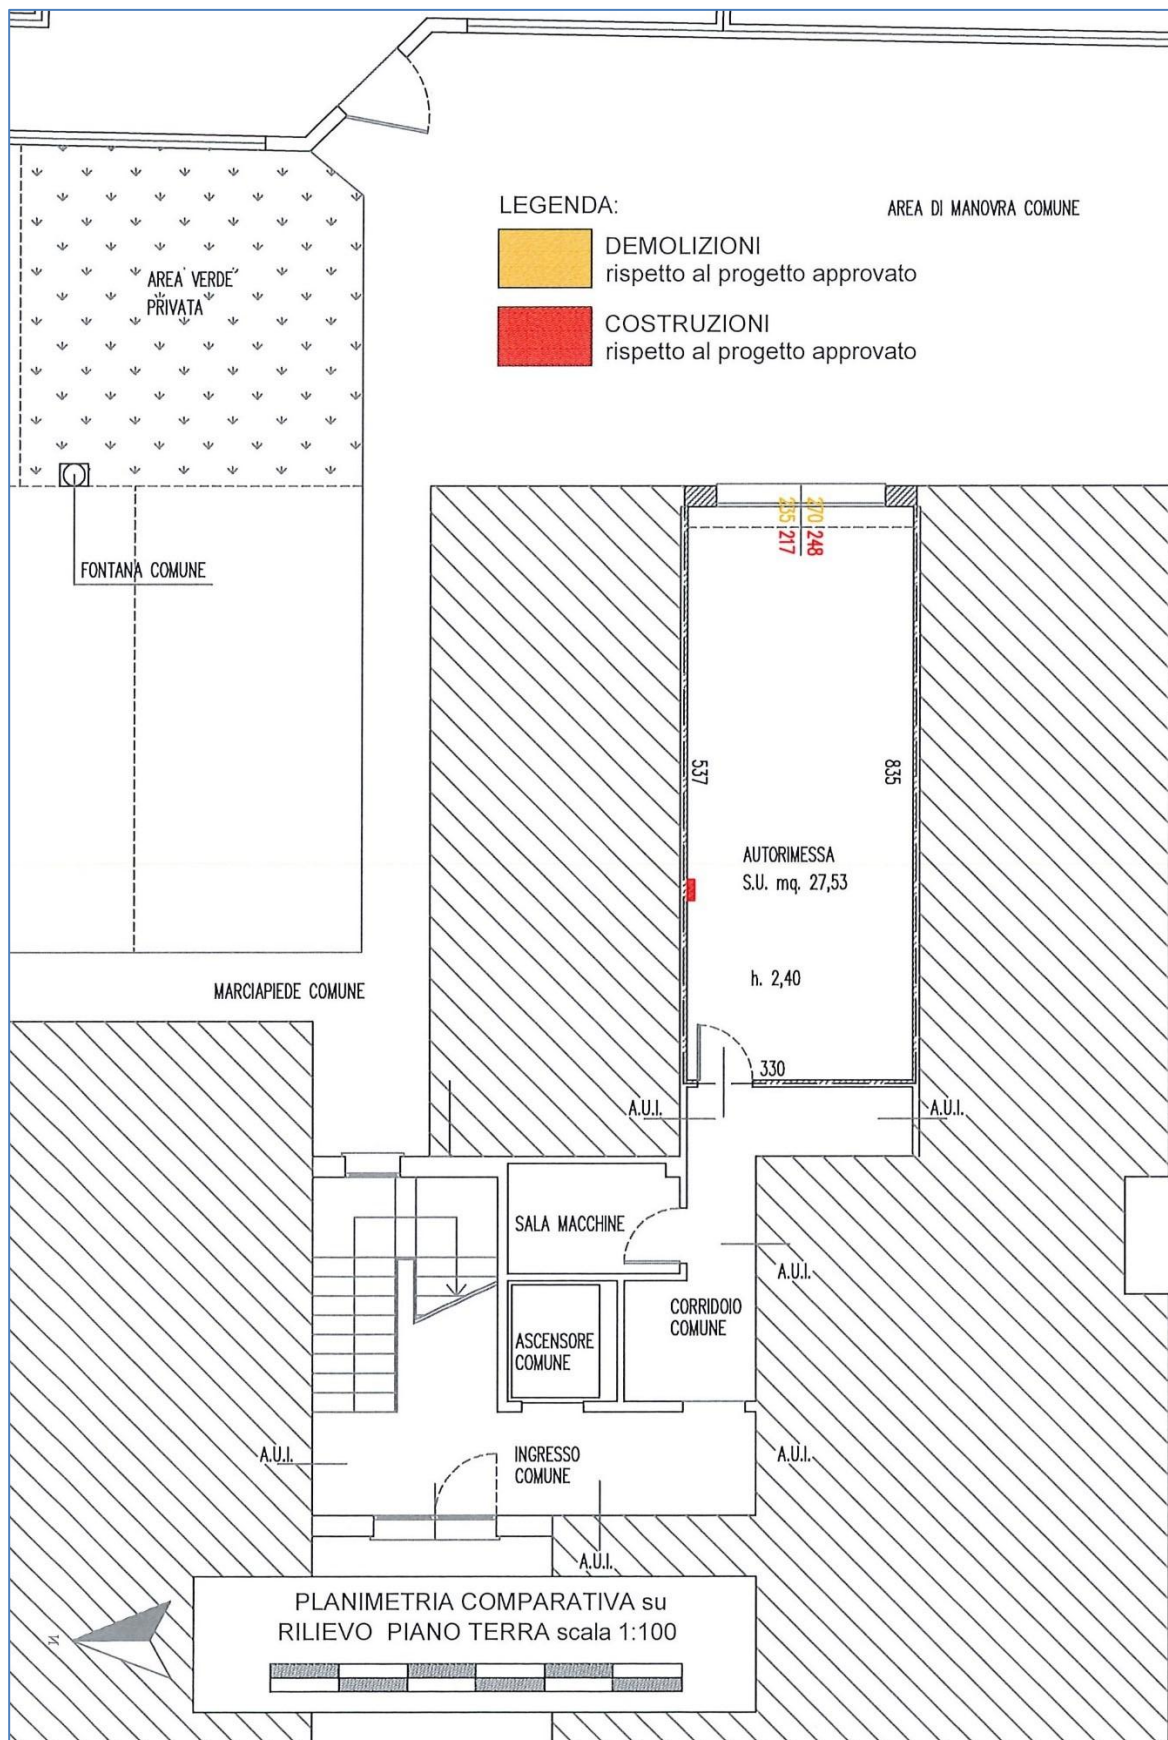 LEGENDA:
AREA DI MANOVRA COMUNE
DEMOLIZIONI
rispetto al progetto approvato
COSTRUZIONI
rispetto al progetto approvato
AREA VERDE
PRIVATA
FONTANA COMUNE
270 248
235 217
537
835
AUTORIMESSA
S.U. mq. 27,53
h. 2,40
MARCIAPIEDE COMUNE
330
A.U.I.
A.U.I.
SALA MACCHINE
A.U.I.
CORRIDOIO
COMUNE
ASCENSORE
COMUNE
A.U.I.
INGRESSO
COMUNE
A.U.I.
A.U.I.
PLANIMETRIA COMPARATIVA su
RILIEVO PIANO TERRA scala 1:100
N